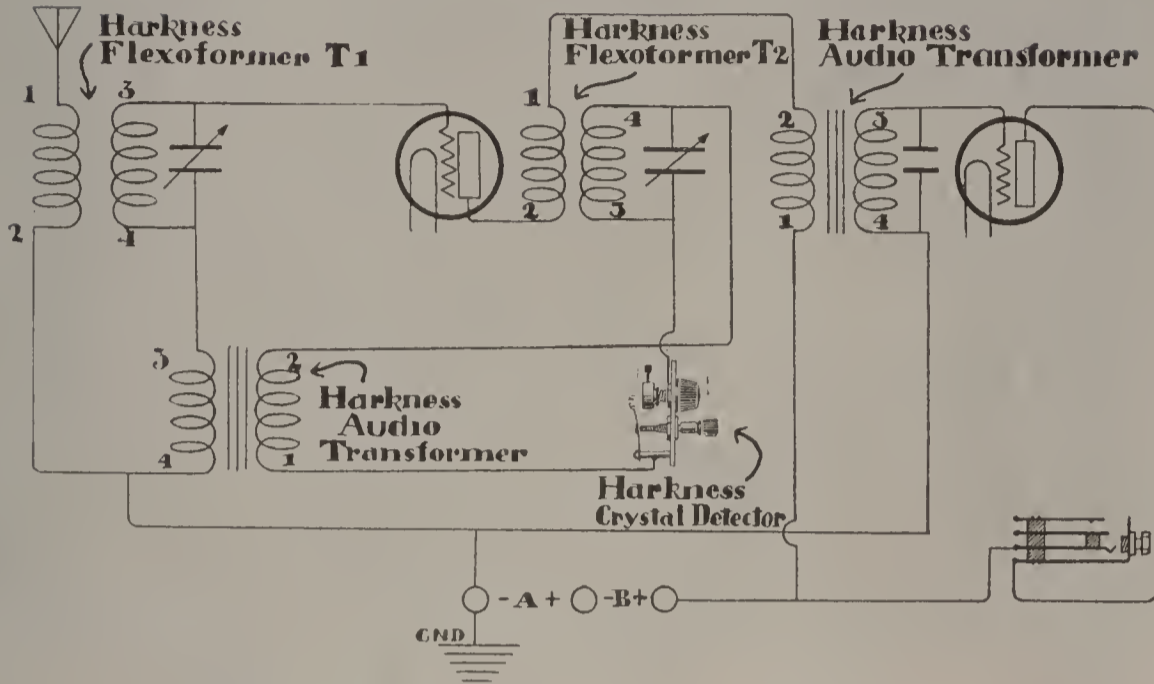 Harkness
Flexoformer T1
Harkness
Flexoformer T2
Harkness
Audio Transformer
1
3
1
4
2
3
2
4
2
3
1
4
3
4
2
1
Harkness
Audio
Transformer
Harkness
Crystal Detector
- A + -B+
GND